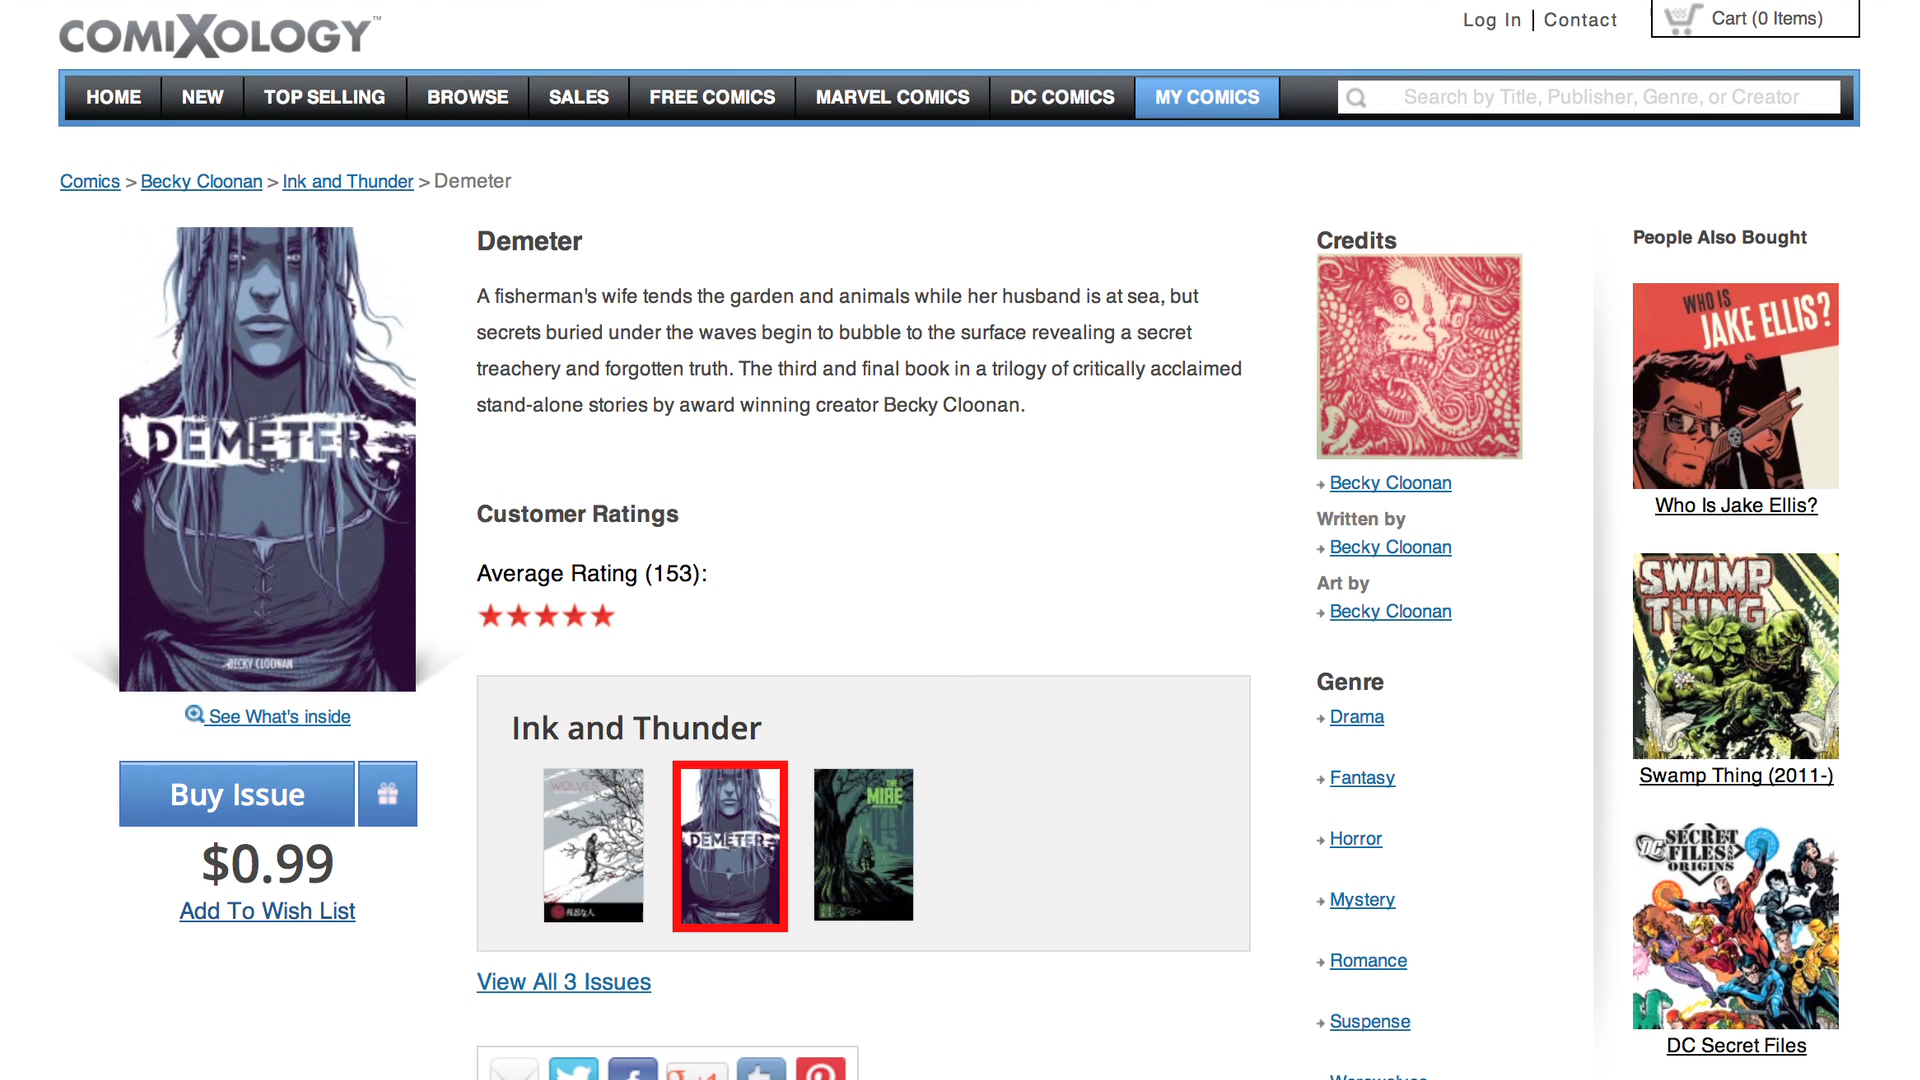 COMIXOLOGY™
Log In | Contact
Cart (0 Items)
HOME
NEW
TOP SELLING
BROWSE
SALES
FREE COMICS
MARVEL COMICS
DC COMICS
MY COMICS
Search by Title, Publisher, Genre, or Creator
Comics > Becky Cloonan > Ink and Thunder > Demeter
DEMETER
BECKY CLOONAN
See What's inside
Buy Issue
$0.99
Add To Wish List
Demeter
A fisherman's wife tends the garden and animals while her husband is at sea, but
secrets buried under the waves begin to bubble to the surface revealing a secret
treachery and forgotten truth. The third and final book in a trilogy of critically acclaimed
stand-alone stories by award winning creator Becky Cloonan.
Customer Ratings
Average Rating (153):
Ink and Thunder
WOLVES
DEMETER
THE
MIRE
View All 3 Issues
Credits
Becky Cloonan
Written by
Becky Cloonan
Art by
Becky Cloonan
Genre
Drama
Fantasy
Horror
Mystery
Romance
Suspense
Werewolves
People Also Bought
WHO IS
JAKE ELLIS?
Who Is Jake Ellis?
SWAMP
THING
Swamp Thing (2011-)
DC
SECRET
FILES &
ORIGINS
DC Secret Files